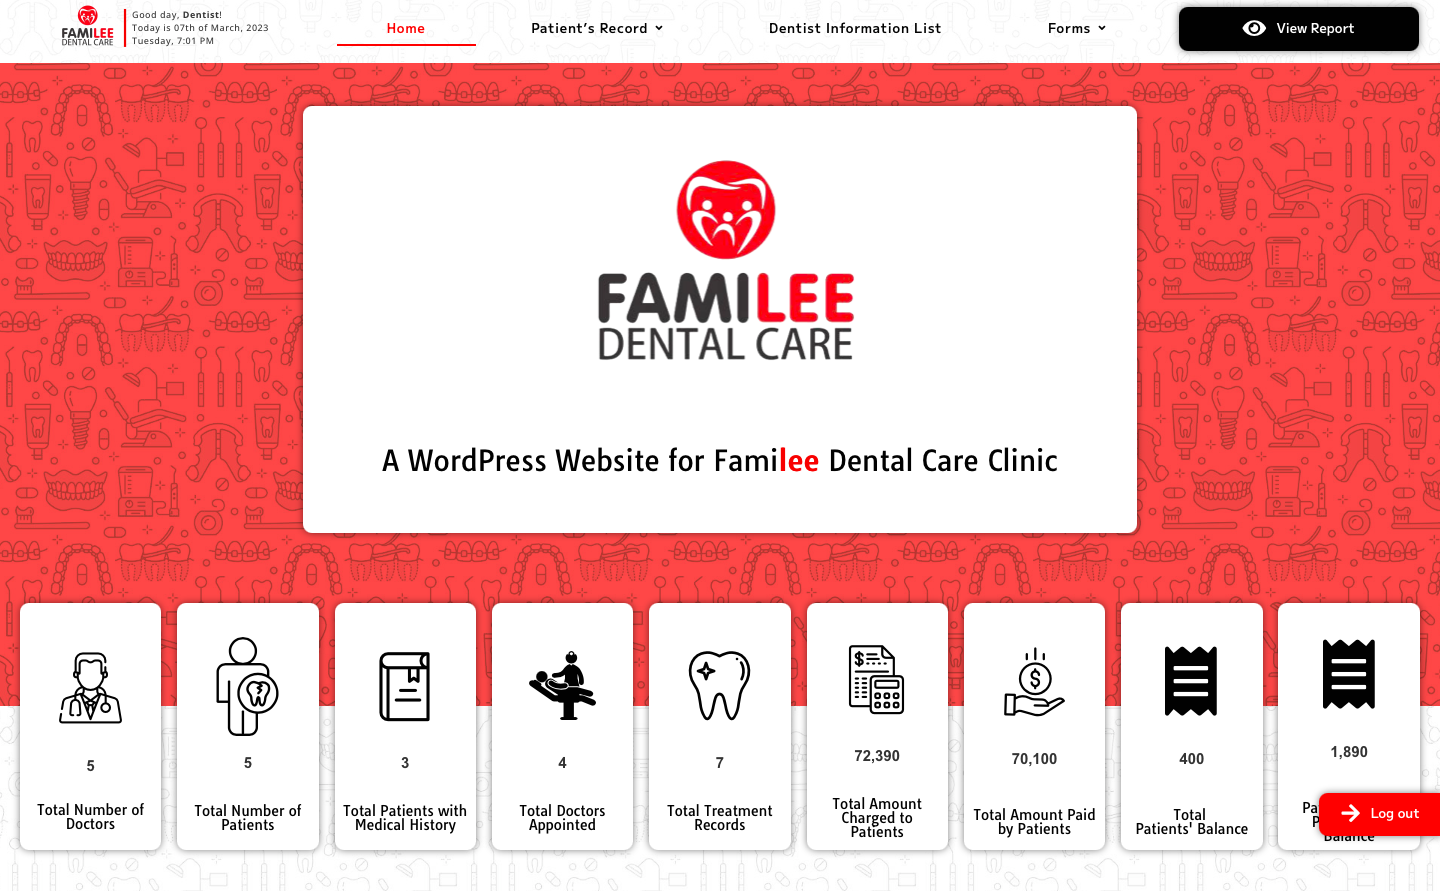 FAMILEE
DENTAL CARE
Good day, Dentist!
Today is 07th of March, 2023
Tuesday, 7:01 PM
Home
Patient's Record
Dentist Information List
Forms
View Report
FAMILEE
DENTAL CARE
A WordPress Website for Familee Dental Care Clinic
5
Total Number of
Doctors
5
Total Number of
Patients
3
Total Patients with
Medical History
4
Total Doctors
Appointed
7
Total Treatment
Records
72,390
Total Amount
Charged to
Patients
70,100
Total Amount Paid
by Patients
400
Total
Patients' Balance
1,890
Balance
Log out